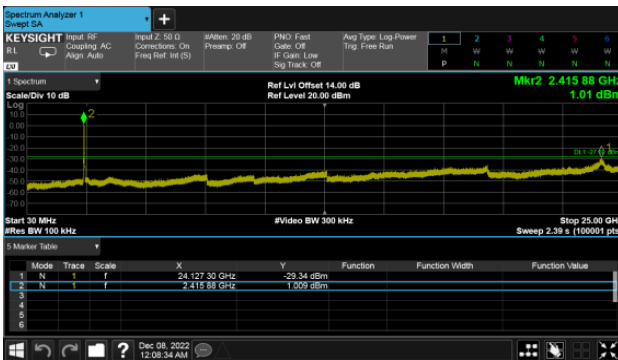 Spectrum Analyzer 1
Swept SA
+
KEYSIGHT Input: RF Input Z: 50 Ω #Atten: 20 dB PNO: Fast Avg Type: Log-Power 1 2 3 4 5 6
RL Coupling: AC Corrections: On Preamp: Off Gate: Off Trig: Free Run M W W W W W
Align: Auto Freq Ref: Int (S) IF Gain: Low P N N N N N
LXI Sig Track: Off
1 Spectrum Ref Lvl Offset 14.00 dB Mkr2 2.415 88 GHz
Scale/Div 10 dB Ref Level 20.00 dBm 1.01 dBm
Log
10.0 2
0.00
-10.0
-20.0 DL1 -27 1
-30.0
-40.0
-50.0
-60.0
-70.0
Start 30 MHz #Video BW 300 kHz Stop 25.00 GH
#Res BW 100 kHz Sweep 2.39 s (100001 pts
5 Marker Table
Mode Trace Scale X Y Function Function Width Function Value
1 N 1 f 24.127 30 GHz -29.34 dBm
2 N 1 f 2.415 88 GHz 1.009 dBm
3
4
5
6
? Dec 08, 2022
12:08:34 AM